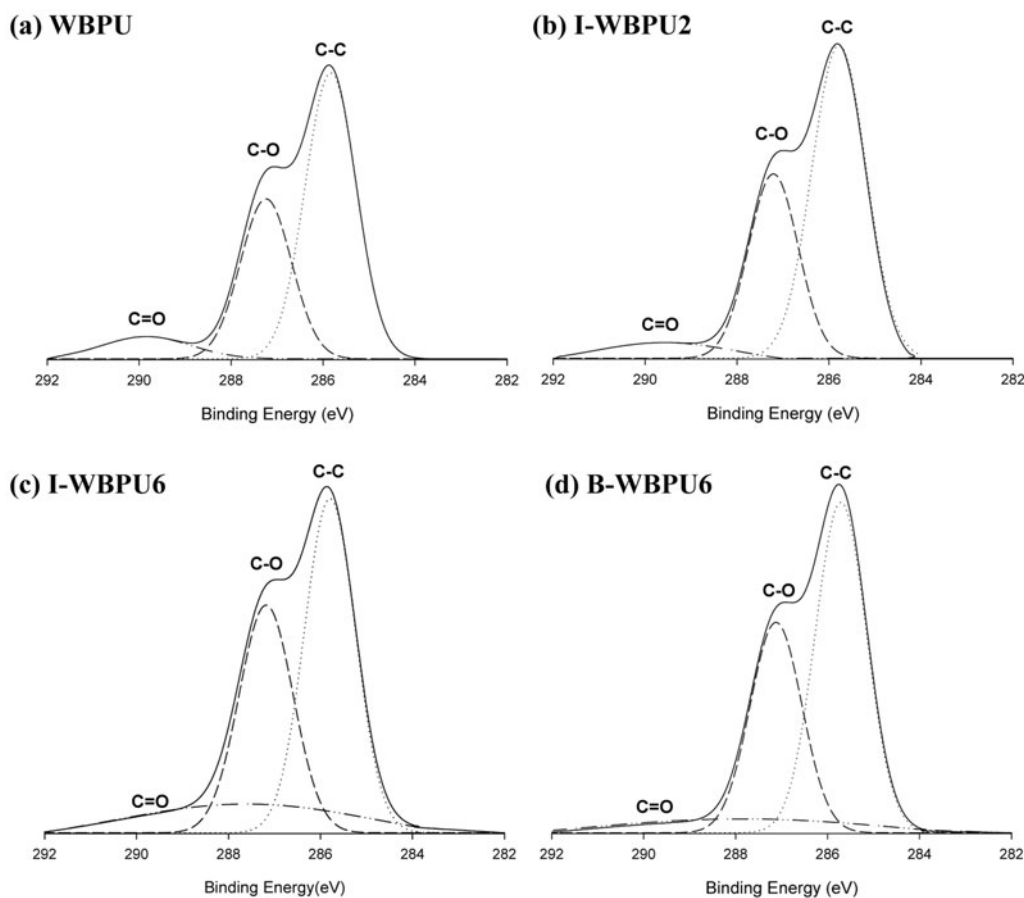 (a) WBPU
C-C
C-O
C=O
292 290 288 286 284 282
Binding Energy (eV)
(b) I-WBPU2
C-C
C-O
C=O
292 290 288 286 284 282
Binding Energy (eV)
(c) I-WBPU6
C-C
C-O
C=O
292 290 288 286 284 282
Binding Energy(eV)
(d) B-WBPU6
C-C
C-O
C=O
292 290 288 286 284 282
Binding Energy (eV)